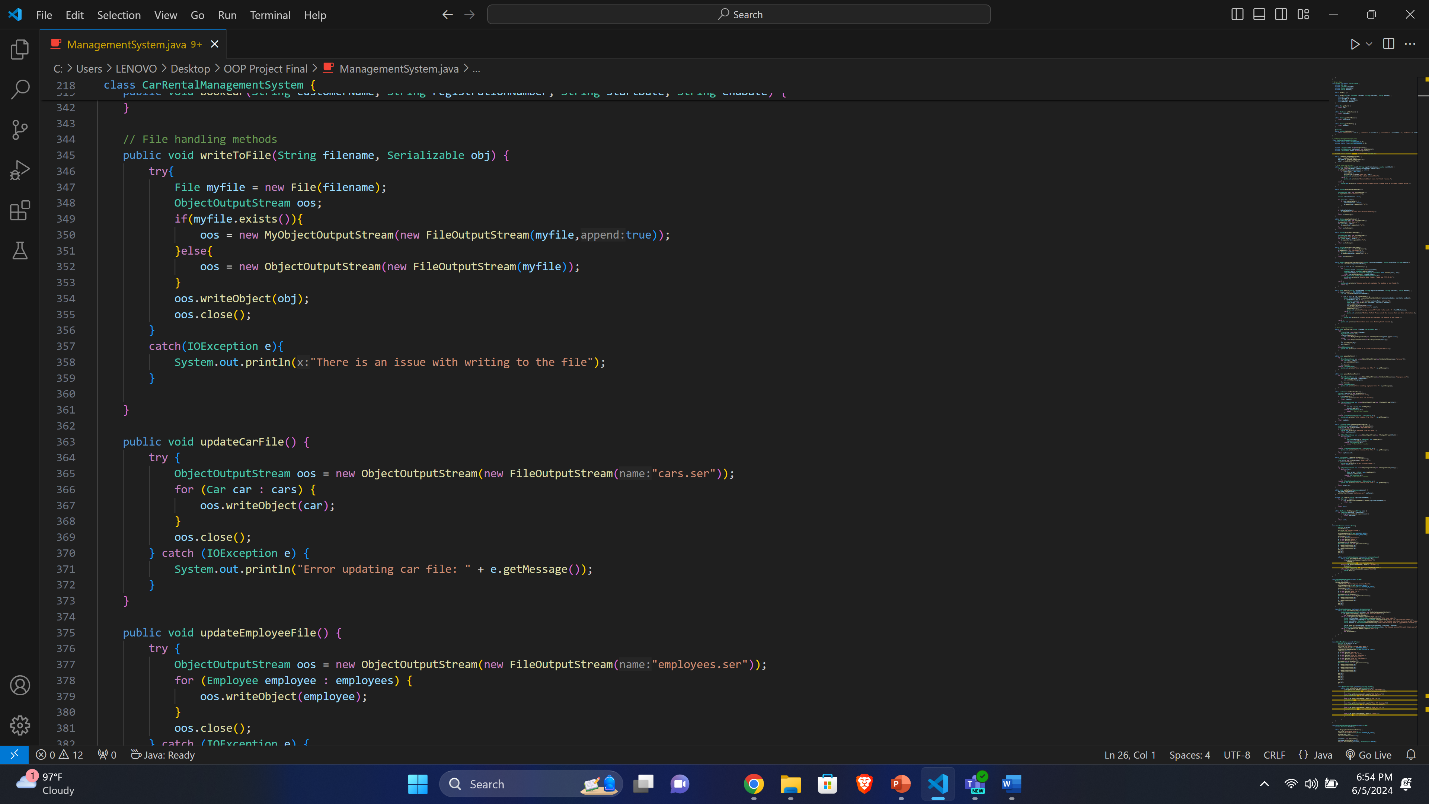 File Edit Selection View Go Run Terminal Help
Search
ManagementSystem.java 9+
C: > Users > LENOVO > Desktop > OOP Project Final > ManagementSystem.java > ...
218 class CarRentalManagementSystem {
342 }
343
344 // File handling methods
345 public void writeToFile(String filename, Serializable obj) {
346 try{
347 File myfile = new File(filename);
348 ObjectOutputStream oos;
349 if(myfile.exists()){
350 oos = new MyObjectOutputStream(new FileOutputStream(myfile,append:true));
351 }else{
352 oos = new ObjectOutputStream(new FileOutputStream(myfile));
353 }
354 oos.writeObject(obj);
355 oos.close();
356 }
357 catch(IOException e){
358 System.out.println(x:"There is an issue with writing to the file");
359 }
360
361 }
362
363 public void updateCarFile() {
364 try {
365 ObjectOutputStream oos = new ObjectOutputStream(new FileOutputStream(name:"cars.ser"));
366 for (Car car : cars) {
367 oos.writeObject(car);
368 }
369 oos.close();
370 } catch (IOException e) {
371 System.out.println("Error updating car file: " + e.getMessage());
372 }
373 }
374
375 public void updateEmployeeFile() {
376 try {
377 ObjectOutputStream oos = new ObjectOutputStream(new FileOutputStream(name:"employees.ser"));
378 for (Employee employee : employees) {
379 oos.writeObject(employee);
380 }
381 oos.close();
382 } catch (IOException e) {
0 12 0 Java: Ready
Ln 26, Col 1 Spaces: 4 UTF-8 CRLF {} Java Go Live
1 97°F
Cloudy
Search
NEW
6:54 PM
6/5/2024